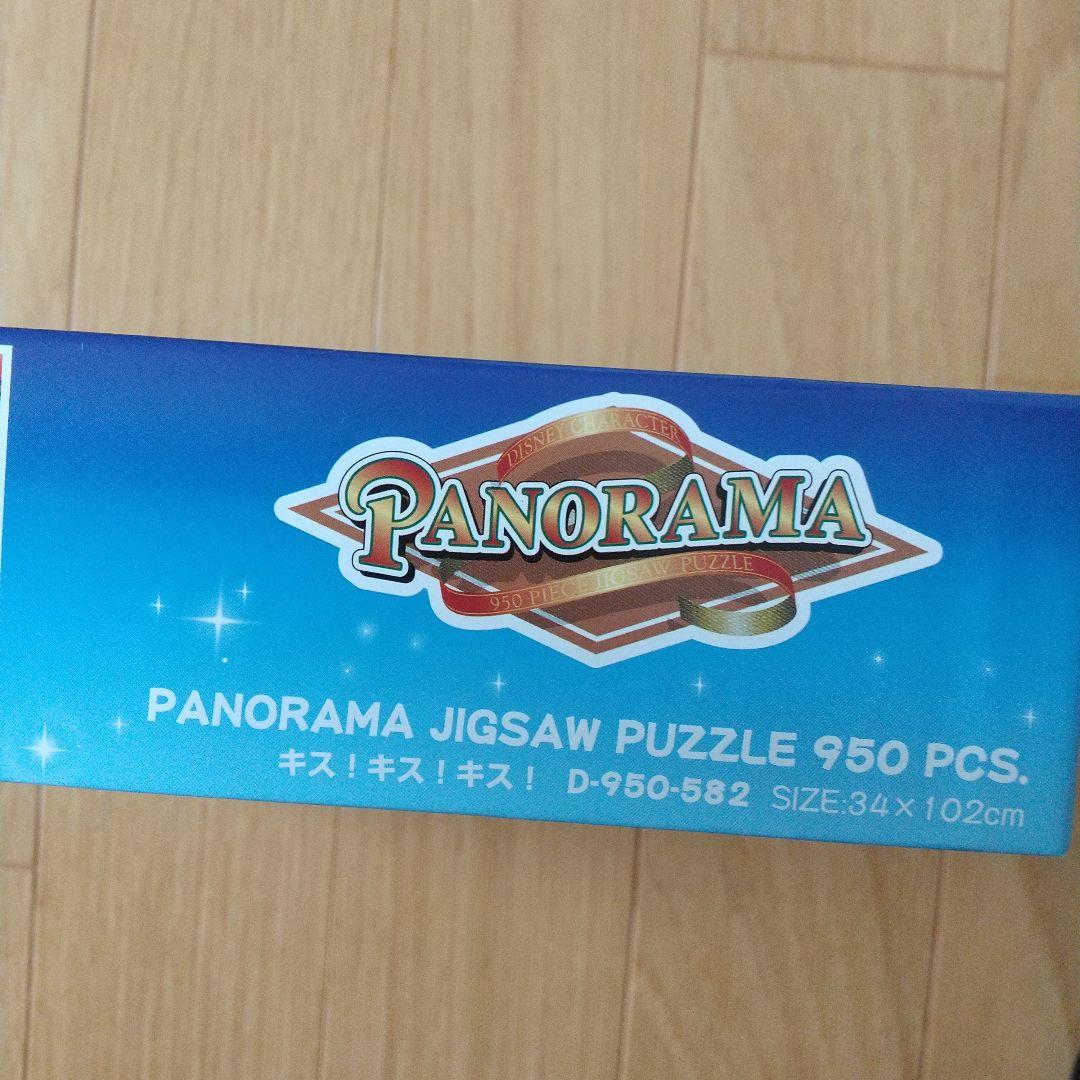 DISNEY CHARACTER
PANORAMA
950 PIECE JIGSAW PUZZLE
PANORAMA JIGSAW PUZZLE 950 PCS.
キス！キス！キス！ D-950-582 SIZE:34×102cm